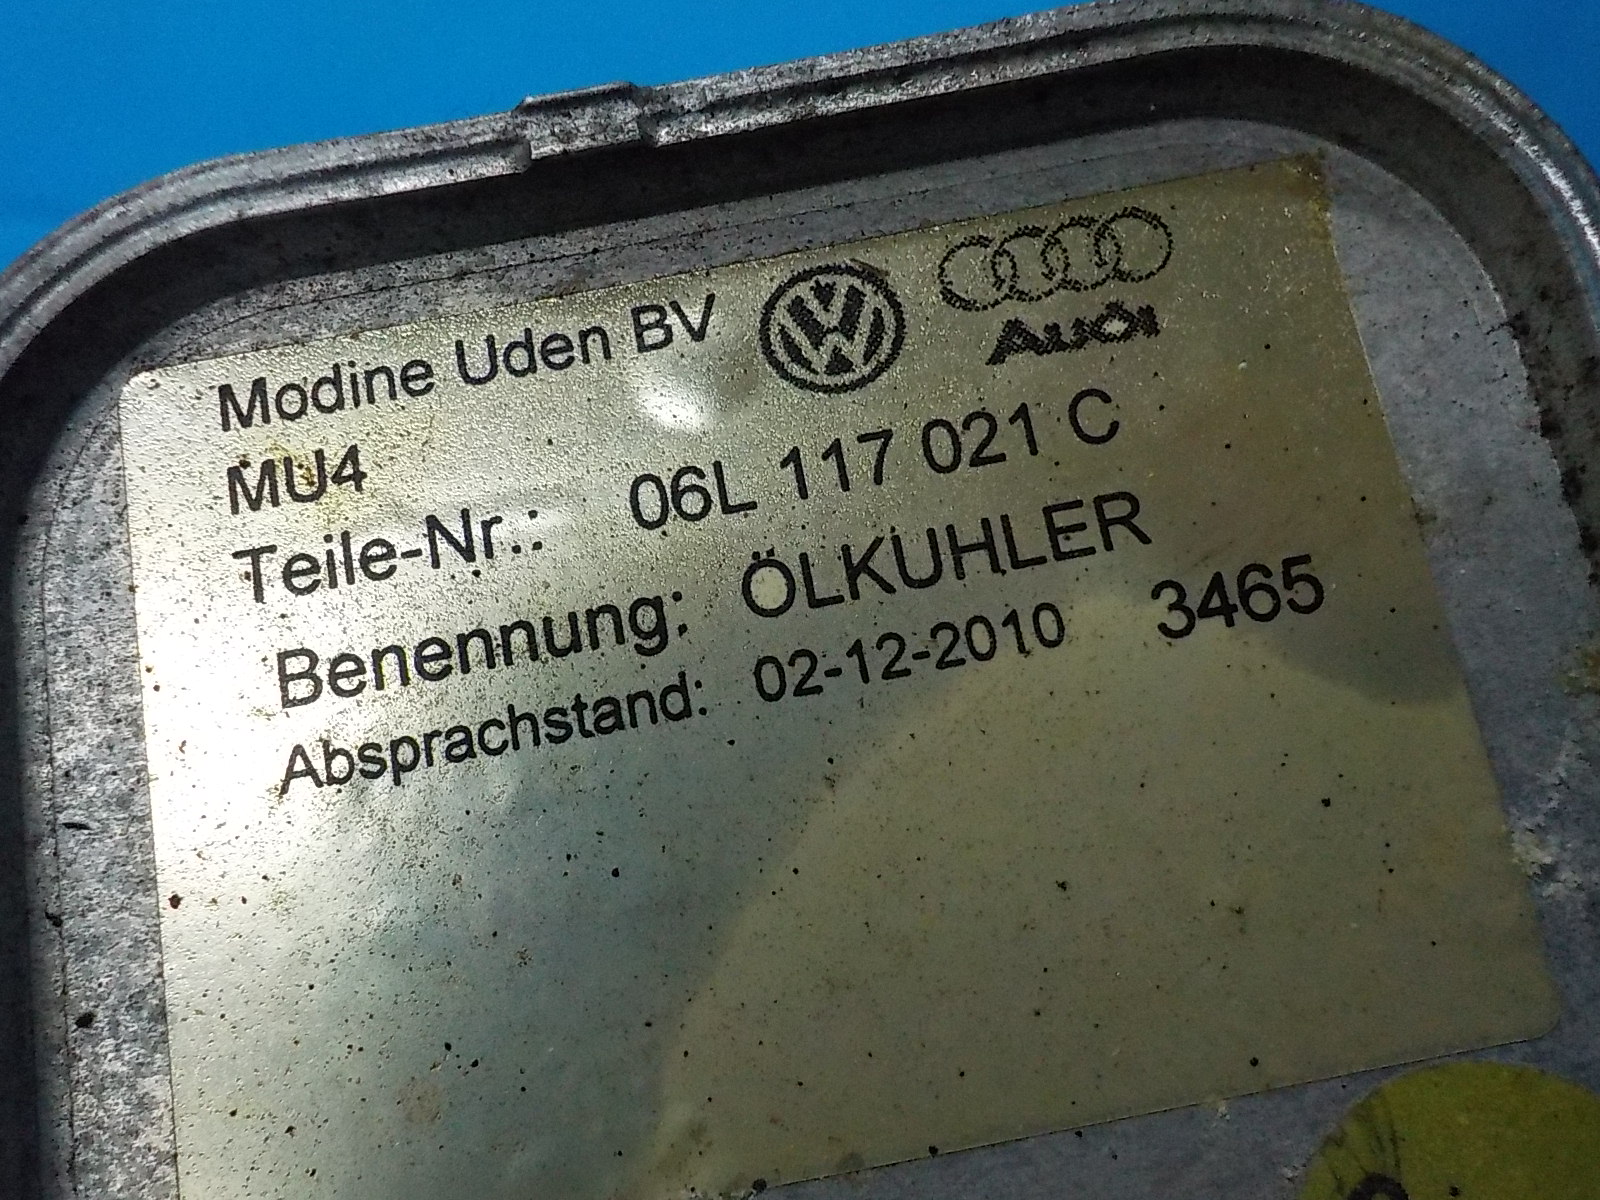 Modine Uden BV
Audi
MU4
Teile-Nr.: 06L 117 021 C
Benennung: ÖLKUHLER
Absprachstand: 02-12-2010 3465